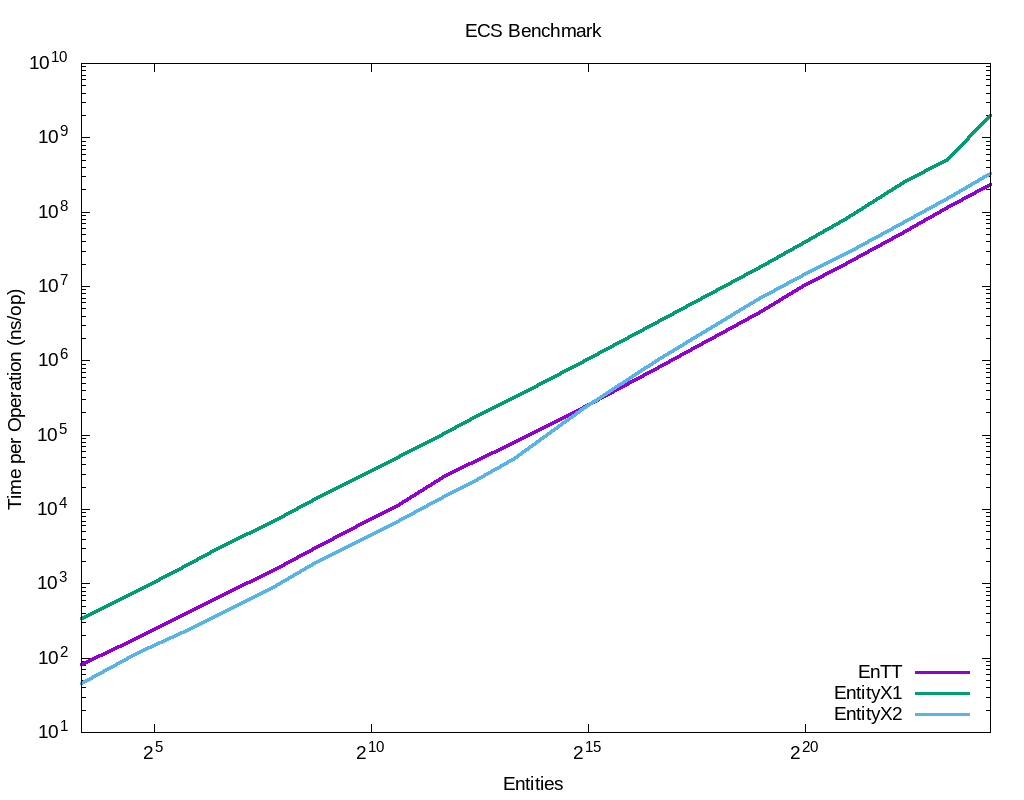 ECS Benchmark
Time per Operation (ns/op)
10^10
10^9
10^8
10^7
10^6
10^5
10^4
10^3
10^2
10^1
EnTT
EntityX1
EntityX2
2^5 2^10 2^15 2^20
Entities